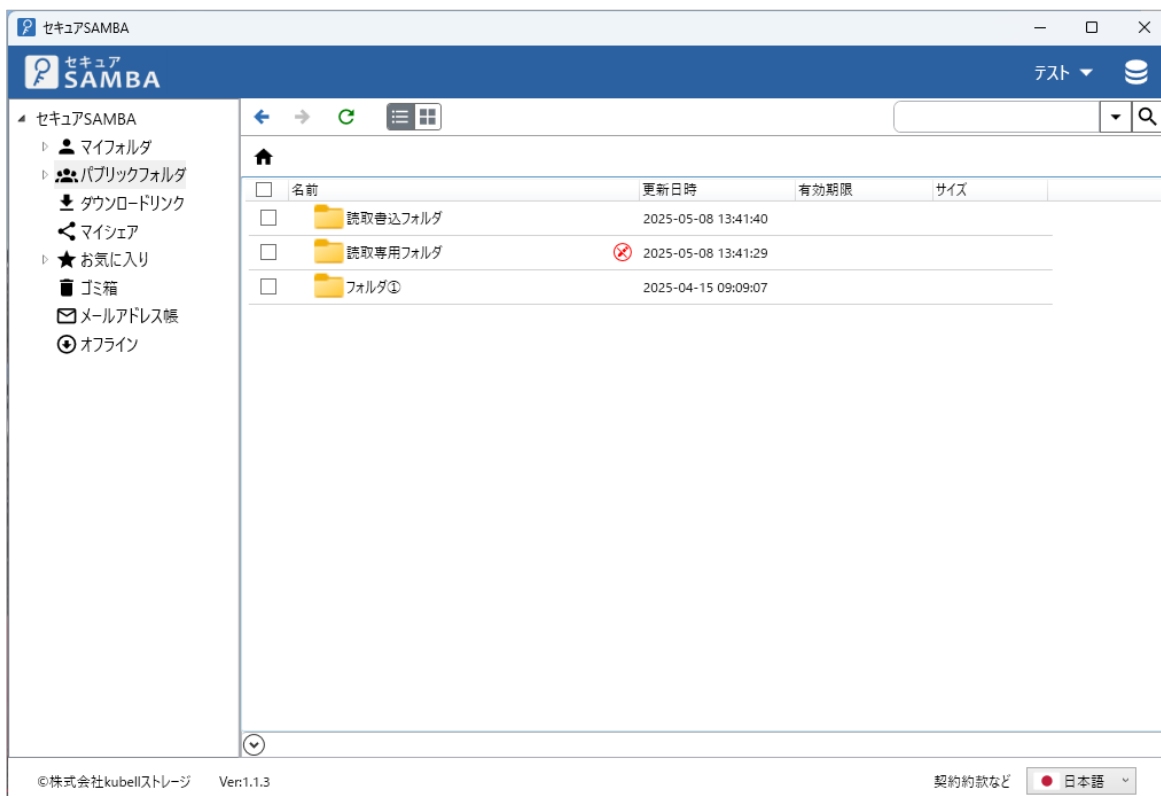 セキュアSAMBA
セキュア
SAMBA
テスト
セキュアSAMBA
マイフォルダ
パブリックフォルダ
ダウンロードリンク
マイシェア
お気に入り
ゴミ箱
メールアドレス帳
オフライン
名前 更新日時 有効期限 サイズ
読取書込フォルダ 2025-05-08 13:41:40
読取専用フォルダ 2025-05-08 13:41:29
フォルダ① 2025-04-15 09:09:07
©株式会社kubellストレージ Ver:1.1.3 契約約款など 日本語